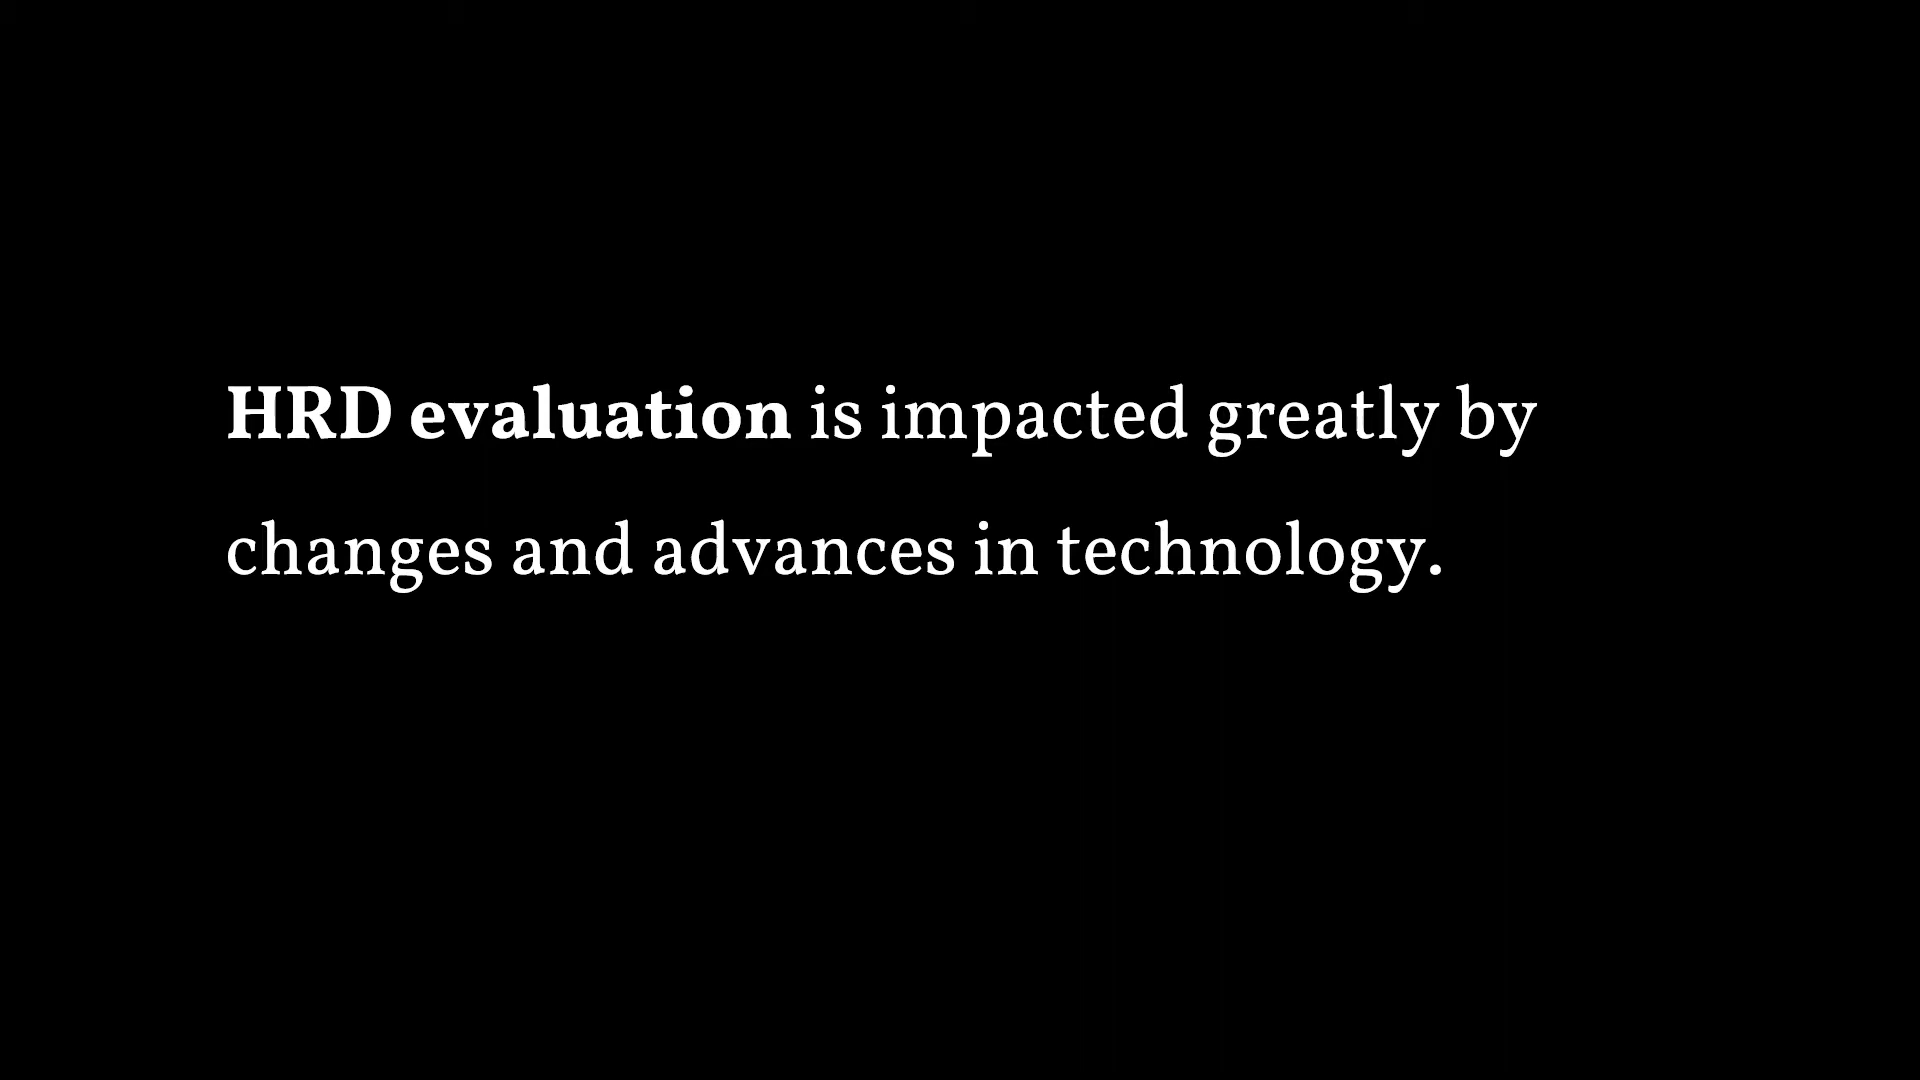 HRD evaluation is impacted greatly by
changes and advances in technology.